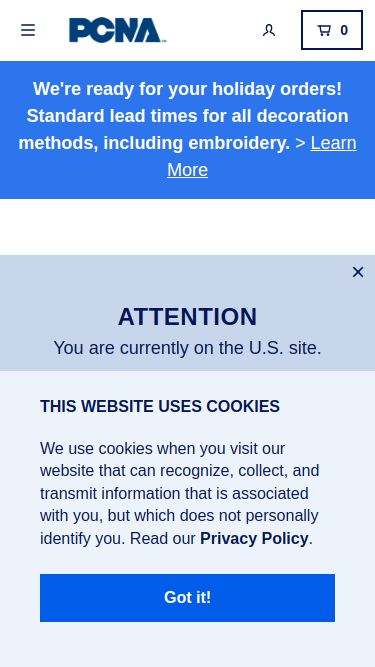 PCNA
0
We're ready for your holiday orders!
Standard lead times for all decoration
methods, including embroidery. > Learn
More
ATTENTION
You are currently on the U.S. site.
THIS WEBSITE USES COOKIES
We use cookies when you visit our
website that can recognize, collect, and
transmit information that is associated
with you, but which does not personally
identify you. Read our Privacy Policy.
Got it!